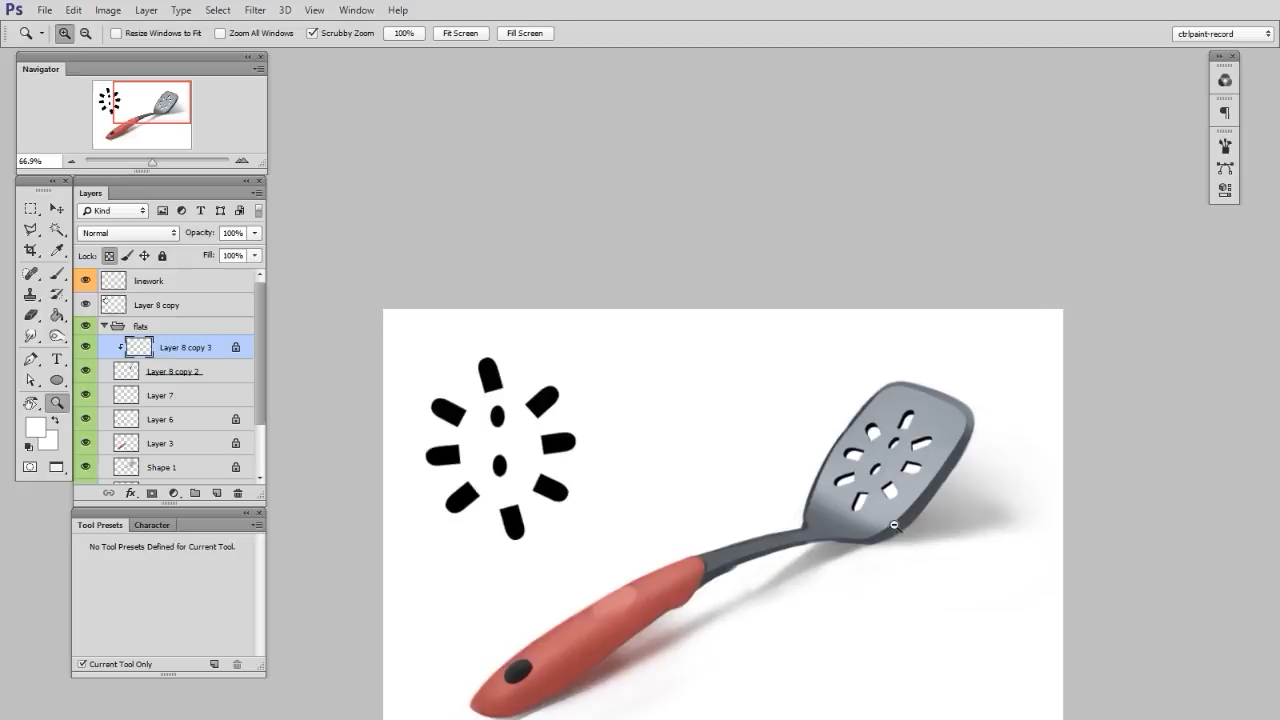 Ps File Edit Image Layer Type Select Filter 3D View Window Help
Resize Windows to Fit Zoom All Windows Scrubby Zoom 100% Fit Screen Fill Screen ctrlpaint-record
Navigator
66.9%
Layers
Kind
Normal Opacity: 100%
Lock: Fill: 100%
linework
Layer 8 copy
flats
Layer 8 copy 3
Layer 8 copy 2
Layer 7
Layer 6
Layer 3
Shape 1
Tool Presets Character
No Tool Presets Defined for Current Tool.
Current Tool Only